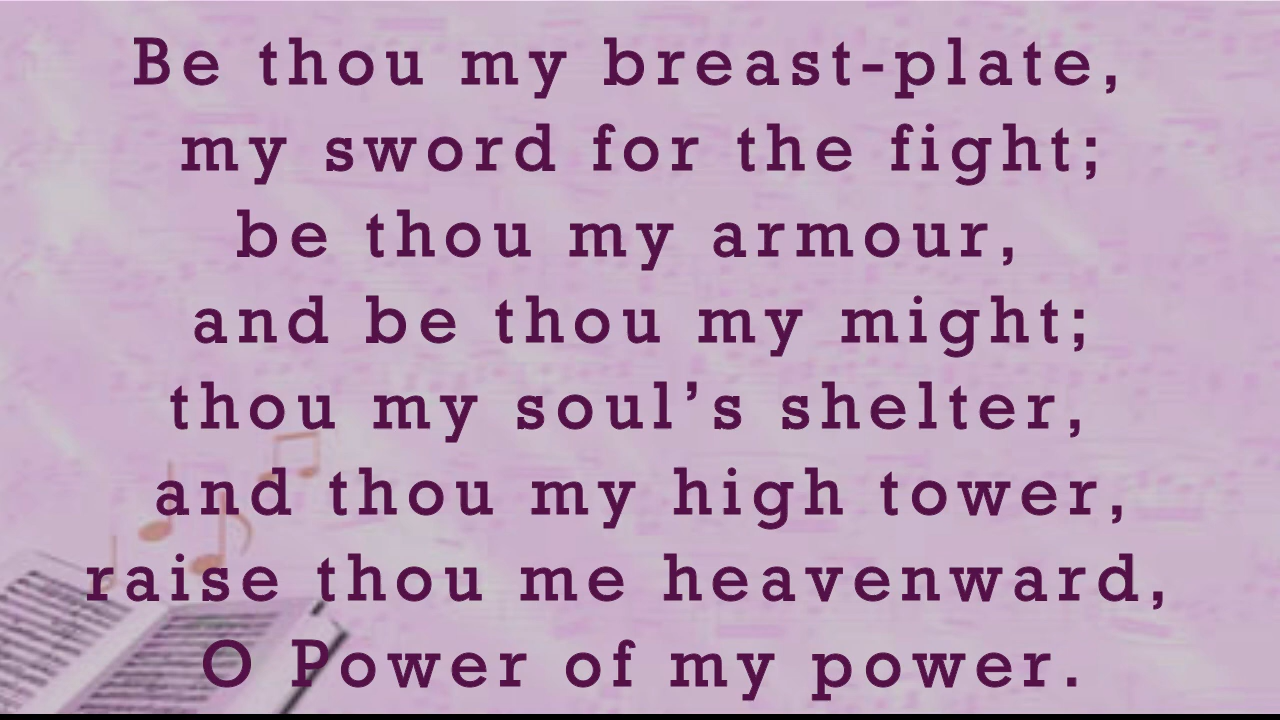 Be thou my breast-plate,
my sword for the fight;
be thou my armour,
and be thou my might;
thou my soul’s shelter,
and thou my high tower,
raise thou me heavenward,
O Power of my power.